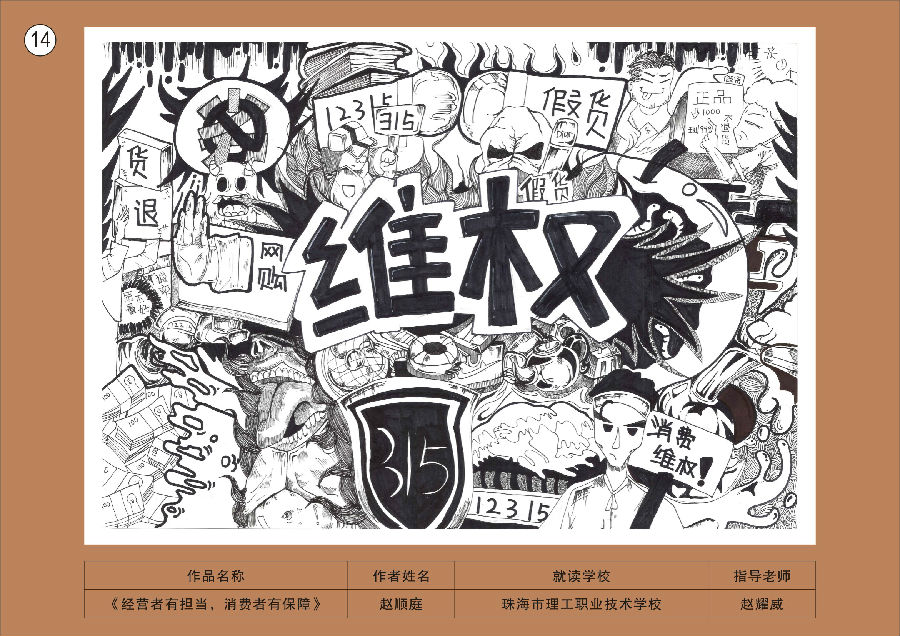 14
12315
315
假货
正品
货
退
假货
网购
维权
消费
维权!
315
12315
作品名称 作者姓名 就读学校 指导老师
《经营者有担当，消费者有保障》 赵顺庭 珠海市理工职业技术学校 赵耀威